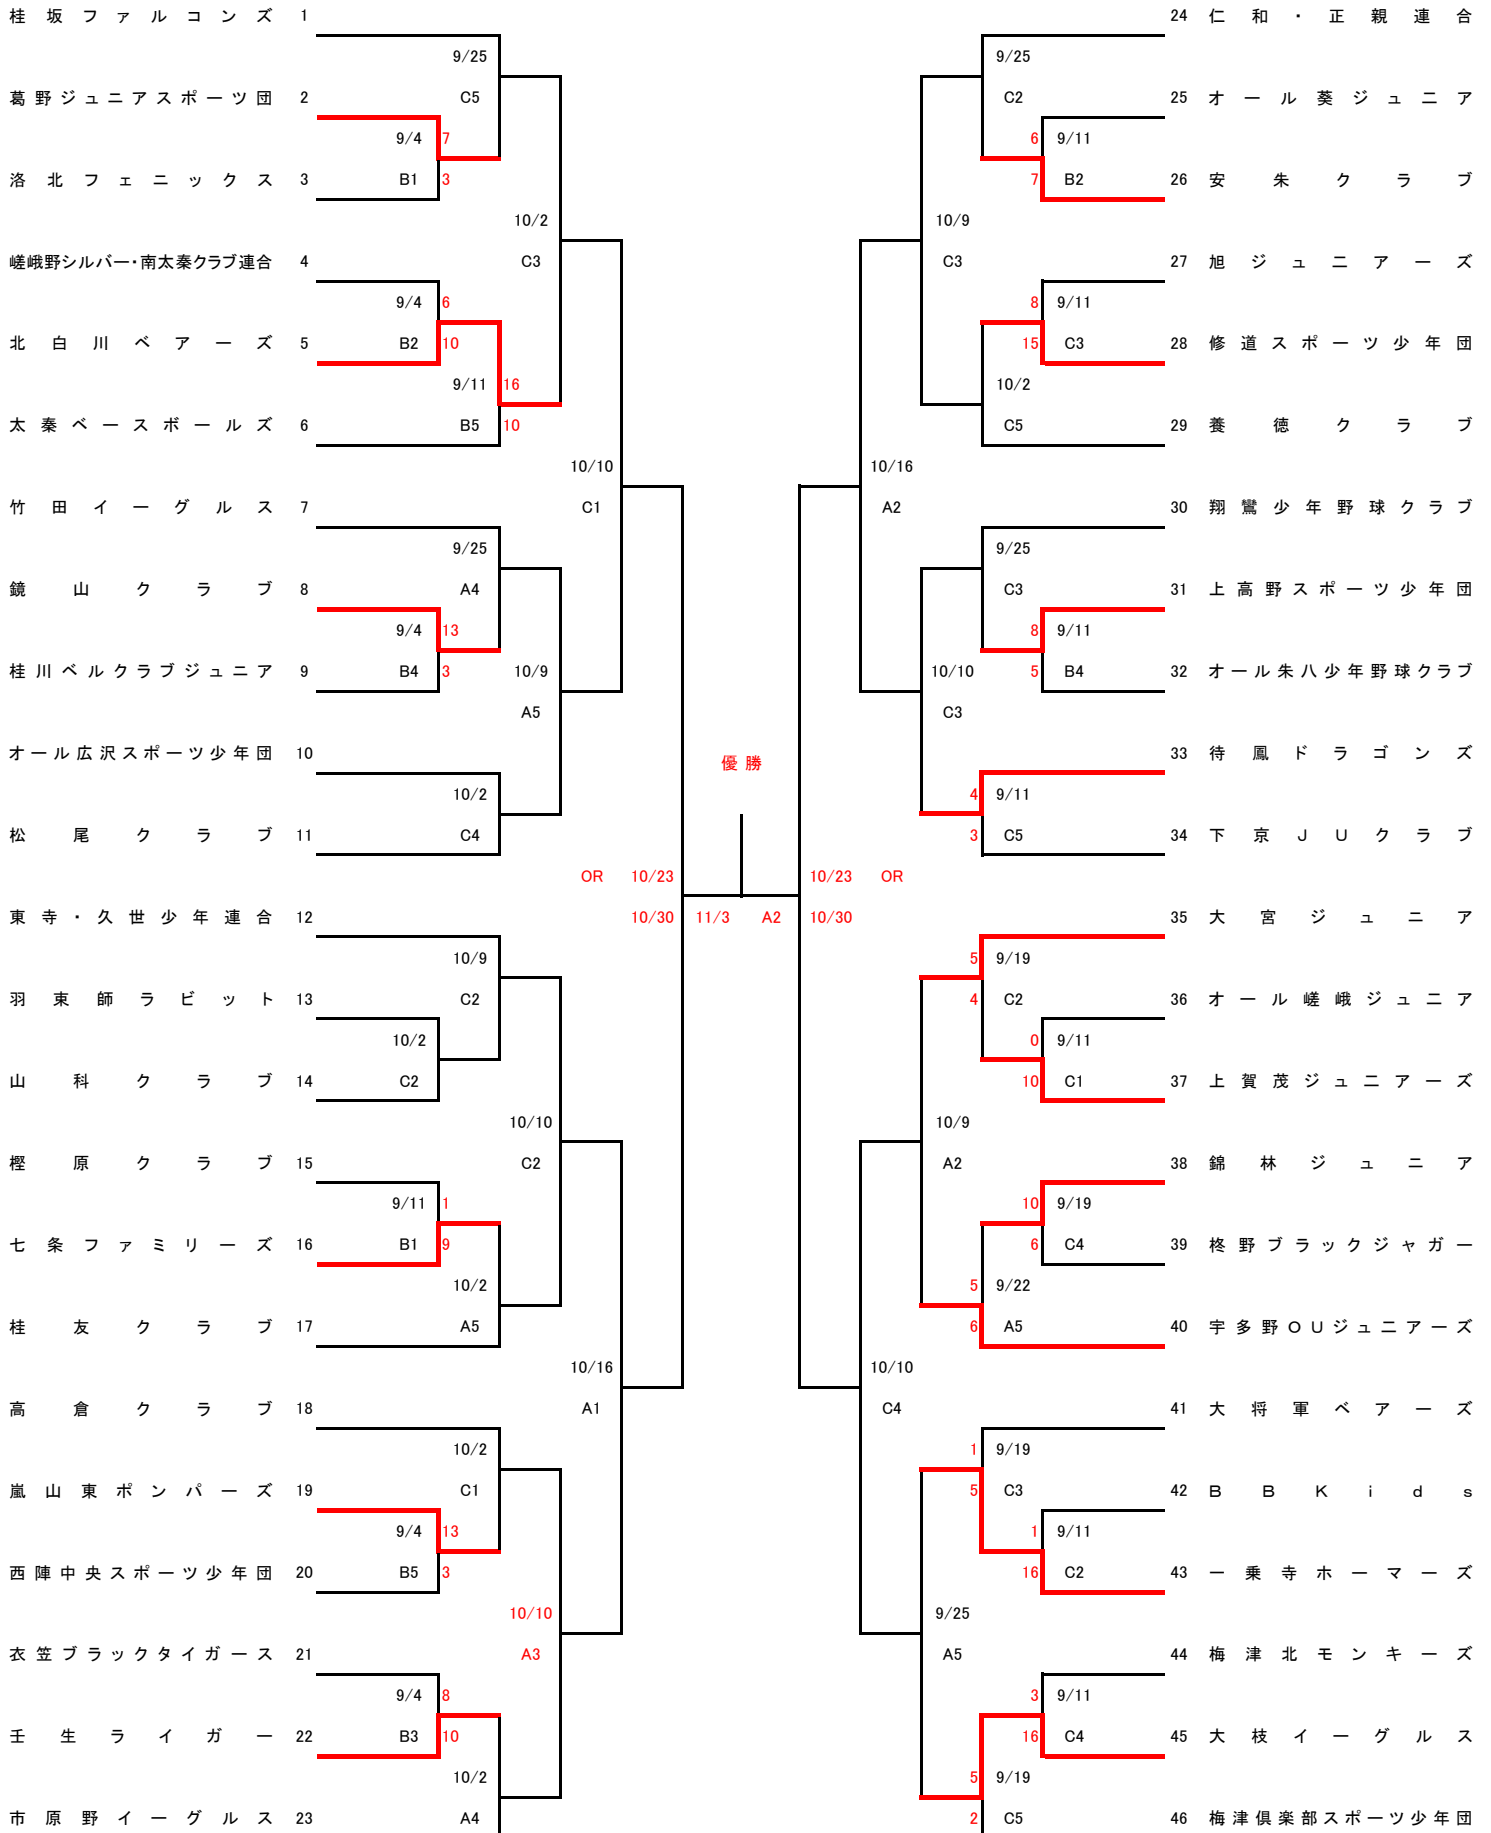 桂坂ファルコンズ 1
9/25
葛野ジュニアスポーツ団 2
C5
9/4 7
洛北フェニックス 3
B1 3
10/2
嵯峨野シルバー・南太秦クラブ連合 4
C3
9/4 6
北白川ベアーズ 5
B2 10
9/11 16
太秦ベースボールズ 6
B5 10
10/10
竹田イーグルス 7
C1
9/25
鏡山クラブ 8
A4
9/4 13
桂川ベルクラブジュニア 9
B4 3
10/9
A5
オール広沢スポーツ少年団 10
10/2
松尾クラブ 11
C4
OR 10/23
東寺・久世少年連合 12
10/30
10/9
羽束師ラビット 13
C2
10/2
山科クラブ 14
C2
10/10
樫原クラブ 15
C2
9/11 1
七条ファミリーズ 16
B1 9
10/2
桂友クラブ 17
A5
10/16
高倉クラブ 18
A1
10/2
嵐山東ポンパーズ 19
C1
9/4 13
西陣中央スポーツ少年団 20
B5 3
10/10
衣笠ブラックタイガース 21
A3
9/4 8
壬生ライガー 22
B3 10
10/2
市原野イーグルス 23
A4
優勝
11/3 A2
24 仁和・正親連合
9/25
C2
25 オール葵ジュニア
6 9/11
7 B2
26 安朱クラブ
10/9
C3
27 旭ジュニアーズ
8 9/11
15 C3
28 修道スポーツ少年団
10/2
C5
29 養徳クラブ
10/16
A2
30 翔鸞少年野球クラブ
9/25
C3
31 上高野スポーツ少年団
8 9/11
5 B4
32 オール朱八少年野球クラブ
10/10
C3
33 待鳳ドラゴンズ
4 9/11
3 C5
34 下京JUクラブ
10/23 OR
10/30
35 大宮ジュニア
5 9/19
4 C2
36 オール嵯峨ジュニア
0 9/11
10 C1
37 上賀茂ジュニアーズ
10/9
A2
38 錦林ジュニア
10 9/19
6 C4
39 柊野ブラックジャガー
5 9/22
6 A5
40 宇多野OUジュニアーズ
10/10
C4
41 大将軍ベアーズ
1 9/19
5 C3
42 BBKids
1 9/11
16 C2
43 一乗寺ホーマーズ
9/25
A5
44 梅津北モンキーズ
3 9/11
16 C4
45 大枝イーグルス
5 9/19
2 C5
46 梅津倶楽部スポーツ少年団